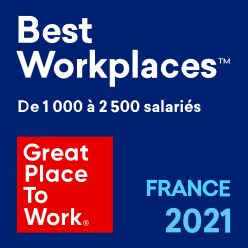 Best
Workplaces™
De 1 000 à 2 500 salariés
Great
Place
To
Work®
FRANCE
2021